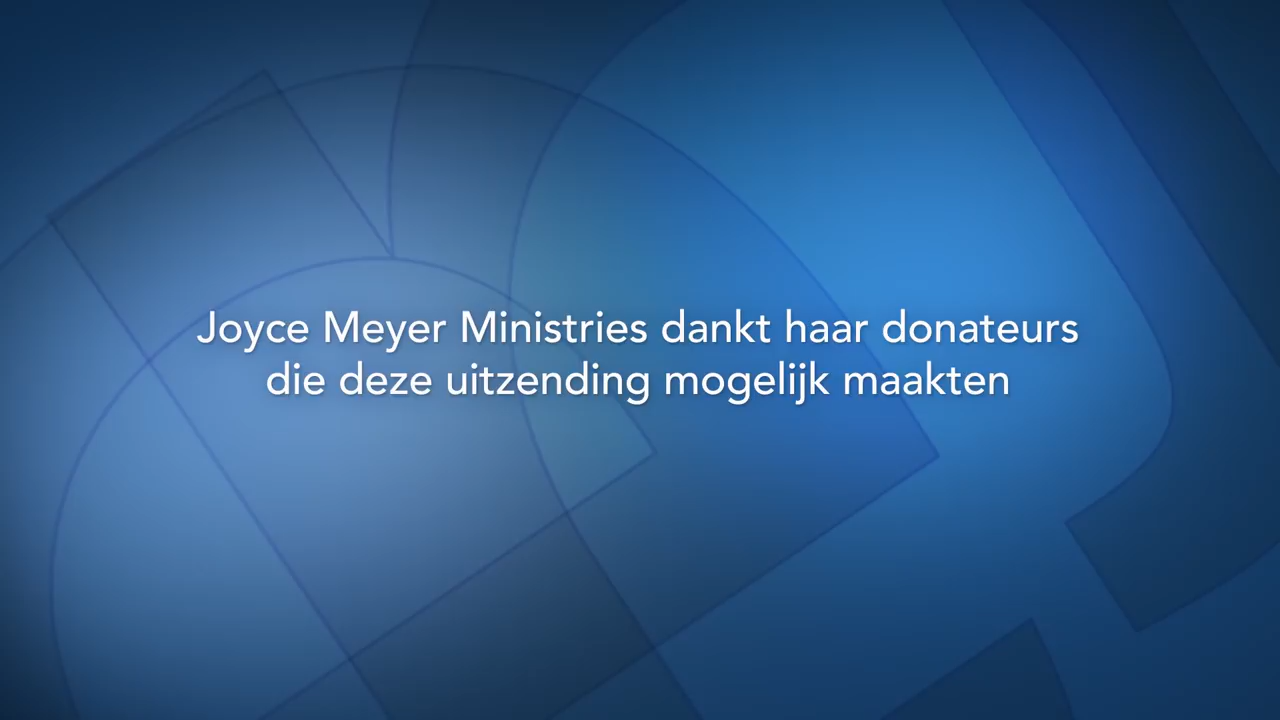 Joyce Meyer Ministries dankt haar donateurs
die deze uitzending mogelijk maakten